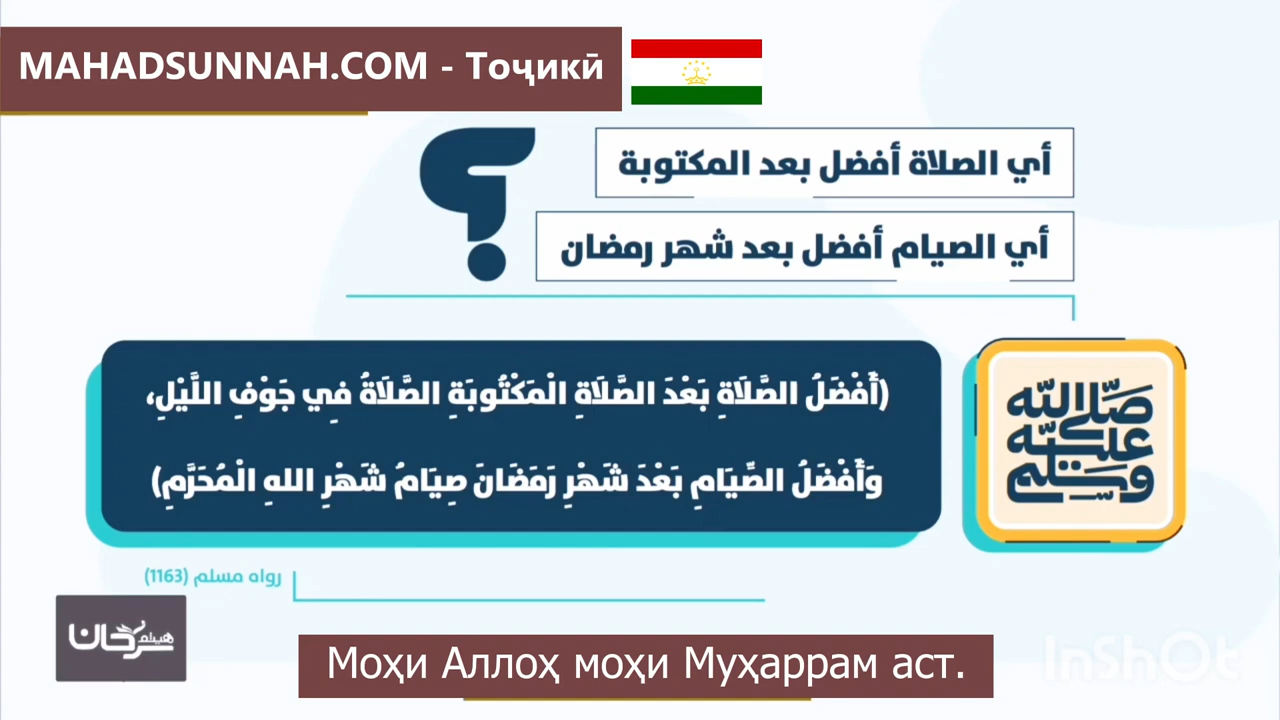 MAHADSUNNAH.COM - Тоҷикӣ
أي الصلاة أفضل بعد المكتوبة
أي الصيام أفضل بعد شهر رمضان
؟
(أَفْضَلُ الصَّلَاةِ بَعْدَ الصَّلَاةِ الْمَكْتُوبَةِ الصَّلَاةُ فِي جَوْفِ اللَّيْلِ،
وَأَفْضَلُ الصِّيَامِ بَعْدَ شَهْرِ رَمَضَانَ صِيَامُ شَهْرِ اللهِ الْمُحَرَّمِ)
صَلَّى اللّٰه
عليه
وسلم
رواه مسلم (1163)
هيثم سرحان
Моҳи Аллоҳ моҳи Муҳаррам аст.
InShOt